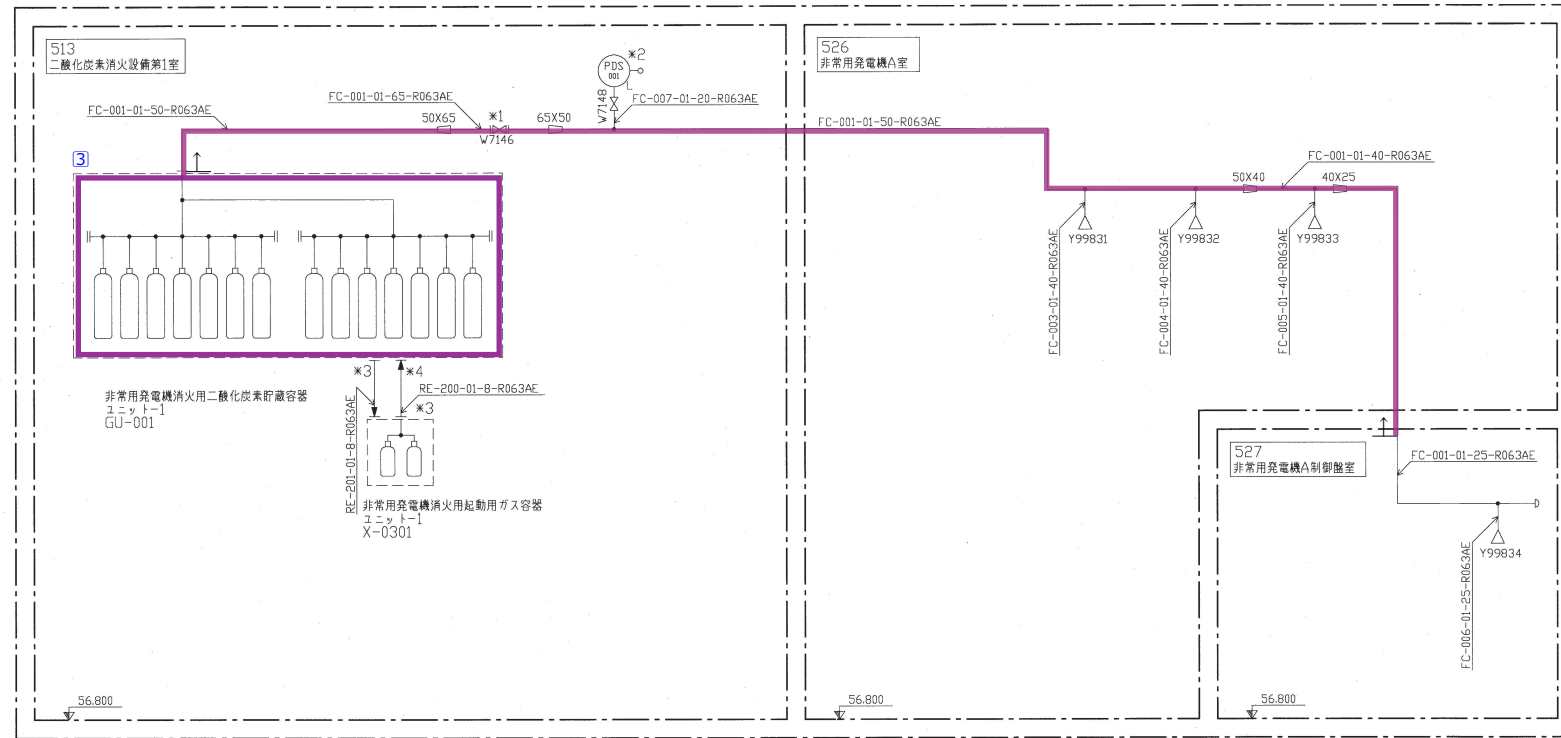 513
二酸化炭素消火設備第1室
526
非常用発電機A室
PDS
001
*2
L
W7148
FC-007-01-20-R063AE
FC-001-01-65-R063AE
FC-001-01-50-R063AE
50X65
*1
W7146
65X50
FC-001-01-50-R063AE
FC-001-01-40-R063AE
50X40
40X25
3
Y99831
Y99832
Y99833
FC-003-01-40-R063AE
FC-004-01-40-R063AE
FC-005-01-40-R063AE
非常用発電機消火用二酸化炭素貯蔵容器
ユニット-1
GU-001
*3
*4
RE-200-01-8-R063AE
*3
RE-201-01-8-R063AE
非常用発電機消火用起動用ガス容器
ユニット-1
X-0301
527
非常用発電機A制御盤室
FC-001-01-25-R063AE
Y99834
FC-006-01-25-R063AE
56.800
56.800
56.800